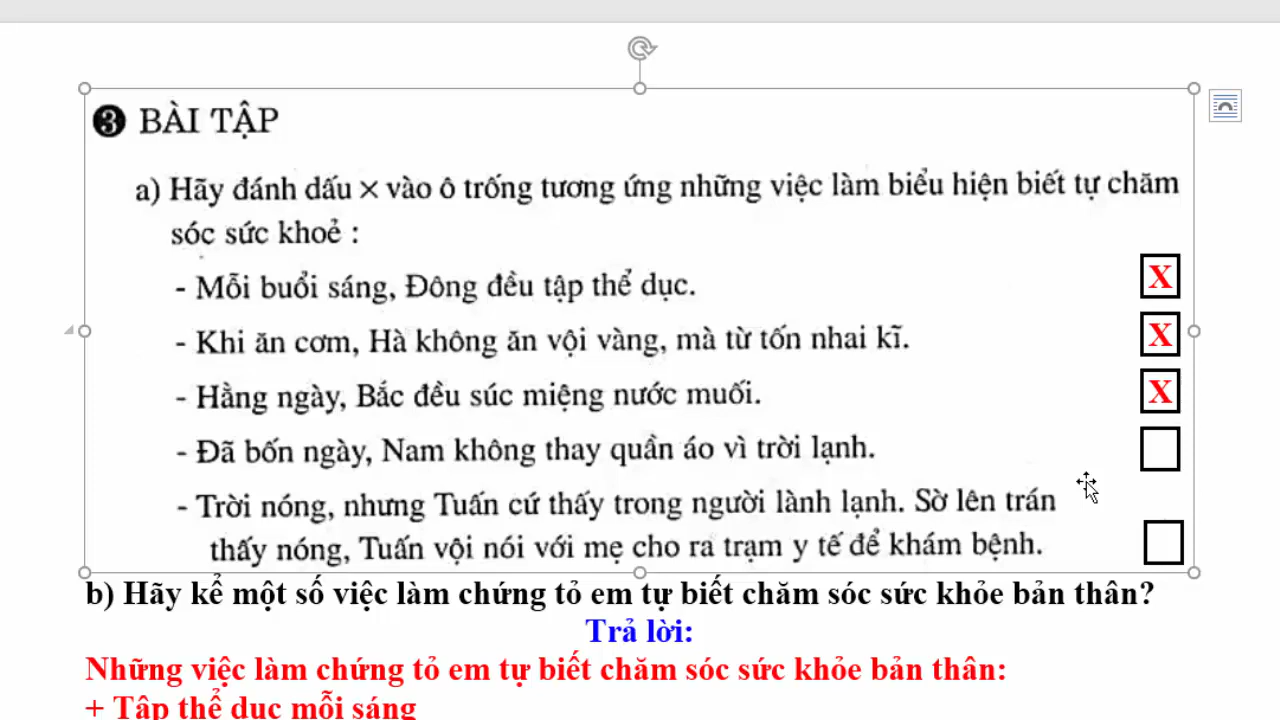 3 BÀI TẬP
a) Hãy đánh dấu × vào ô trống tương ứng những việc làm biểu hiện biết tự chăm
sóc sức khoẻ :
- Mỗi buổi sáng, Đông đều tập thể dục. X
- Khi ăn cơm, Hà không ăn vội vàng, mà từ tốn nhai kĩ. X
- Hằng ngày, Bắc đều súc miệng nước muối. X
- Đã bốn ngày, Nam không thay quần áo vì trời lạnh.
- Trời nóng, nhưng Tuấn cứ thấy trong người lành lạnh. Sờ lên trán
thấy nóng, Tuấn vội nói với mẹ cho ra trạm y tế để khám bệnh.
b) Hãy kể một số việc làm chứng tỏ em tự biết chăm sóc sức khỏe bản thân?
Trả lời:
Những việc làm chứng tỏ em tự biết chăm sóc sức khỏe bản thân:
+ Tập thể dục mỗi sáng